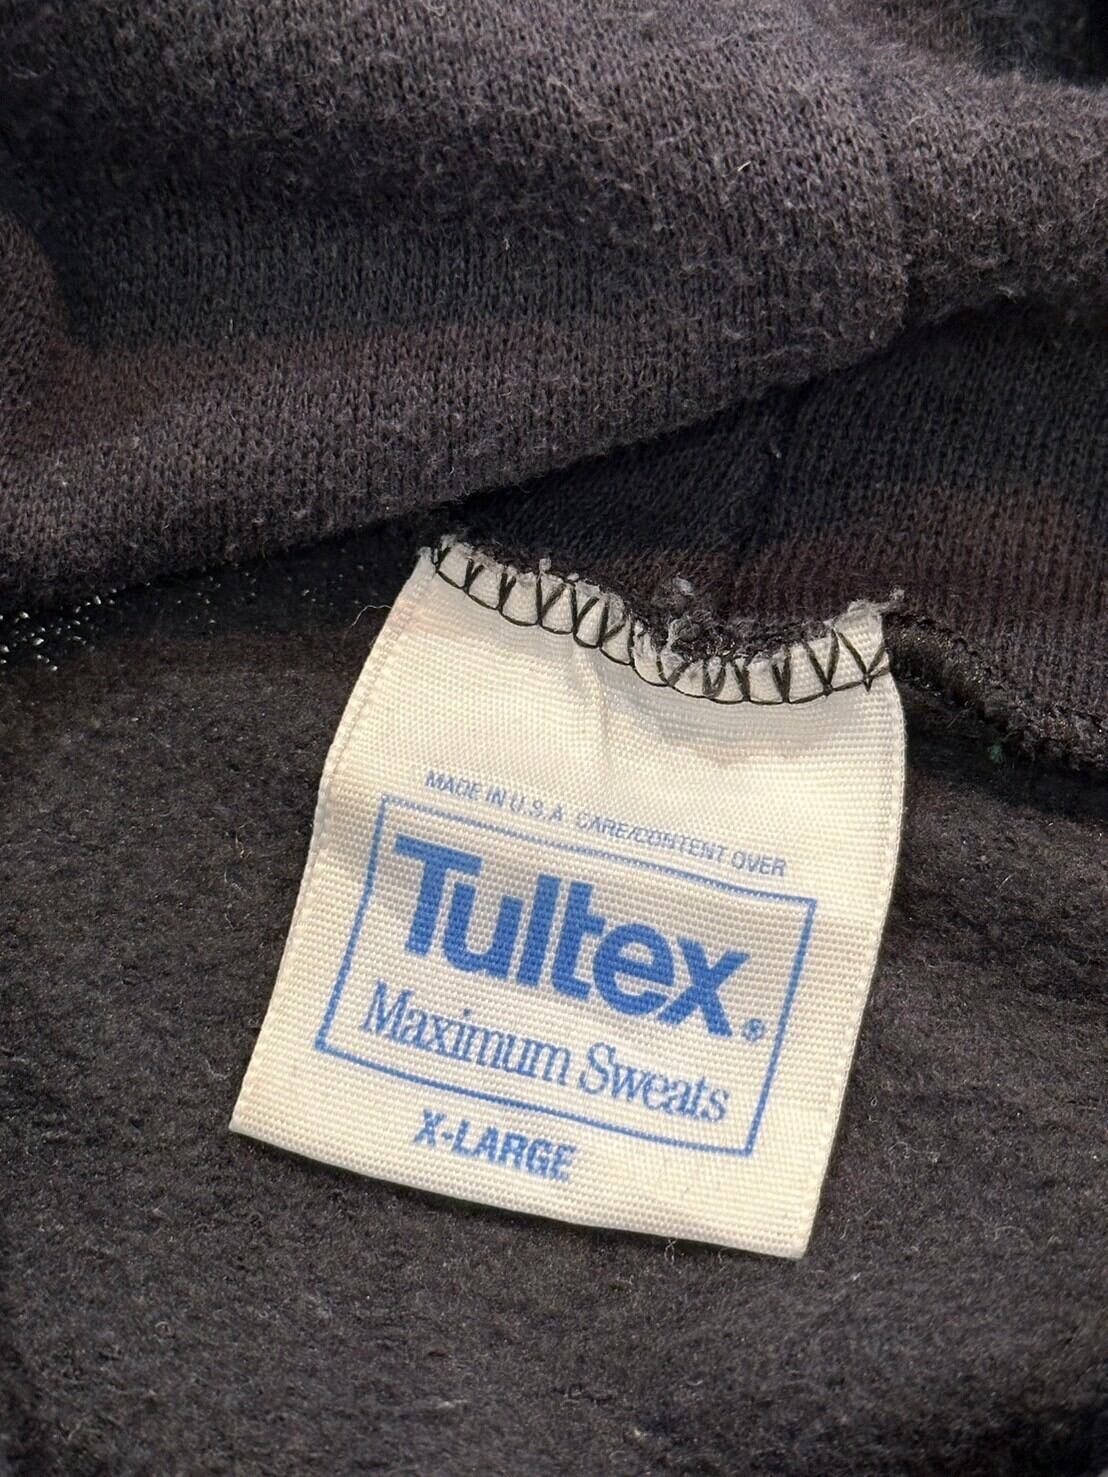 MADE IN U.S.A CARE/CONTENT OVER
Tultex®
Maximum Sweats
X-LARGE